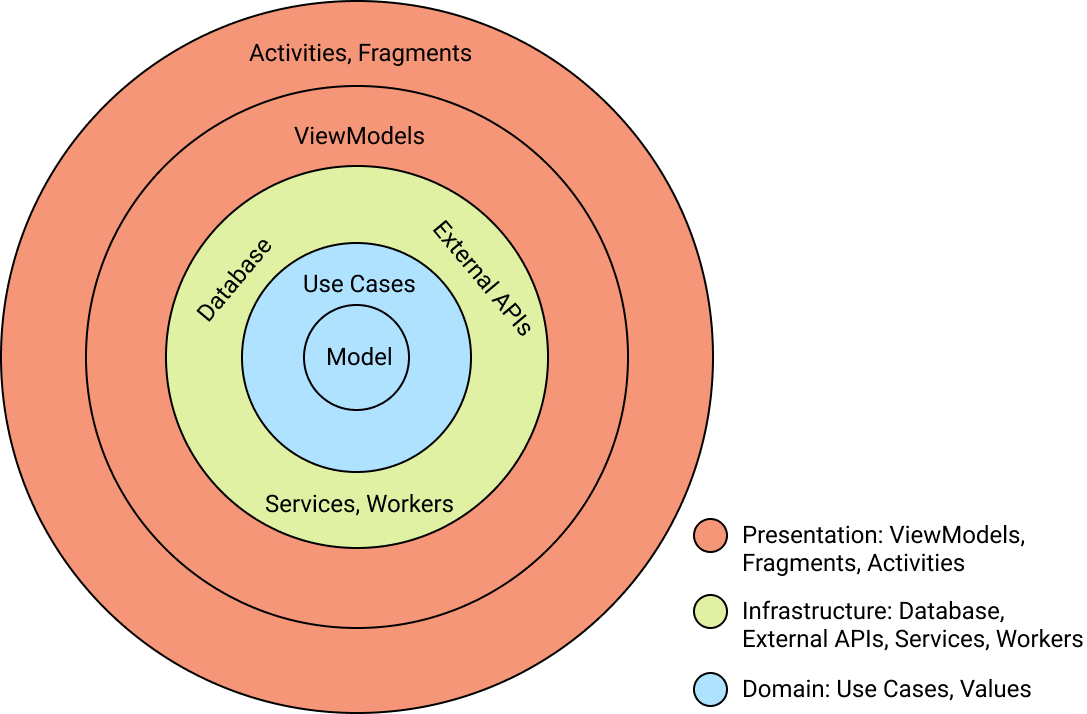 Activities, Fragments
ViewModels
Database
External APIs
Use Cases
Model
Services, Workers
Presentation: ViewModels,
Fragments, Activities
Infrastructure: Database,
External APIs, Services, Workers
Domain: Use Cases, Values